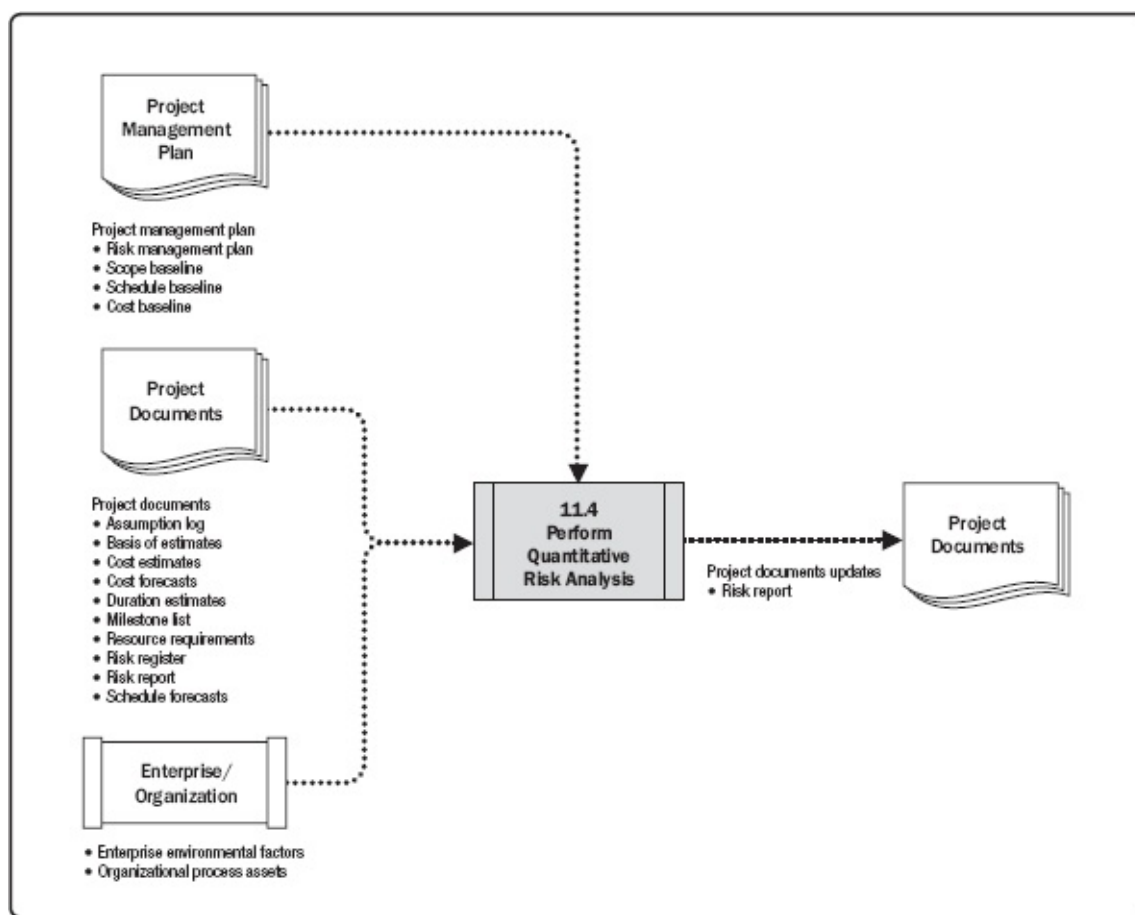 Project
Management
Plan
Project management plan
• Risk management plan
• Scope baseline
• Schedule baseline
• Cost baseline
Project
Documents
Project documents
• Assumption log
• Basis of estimates
• Cost estimates
• Cost forecasts
• Duration estimates
• Milestone list
• Resource requirements
• Risk register
• Risk report
• Schedule forecasts
Enterprise/
Organization
• Enterprise environmental factors
• Organizational process assets
11.4
Perform
Quantitative
Risk Analysis
Project documents updates
• Risk report
Project
Documents